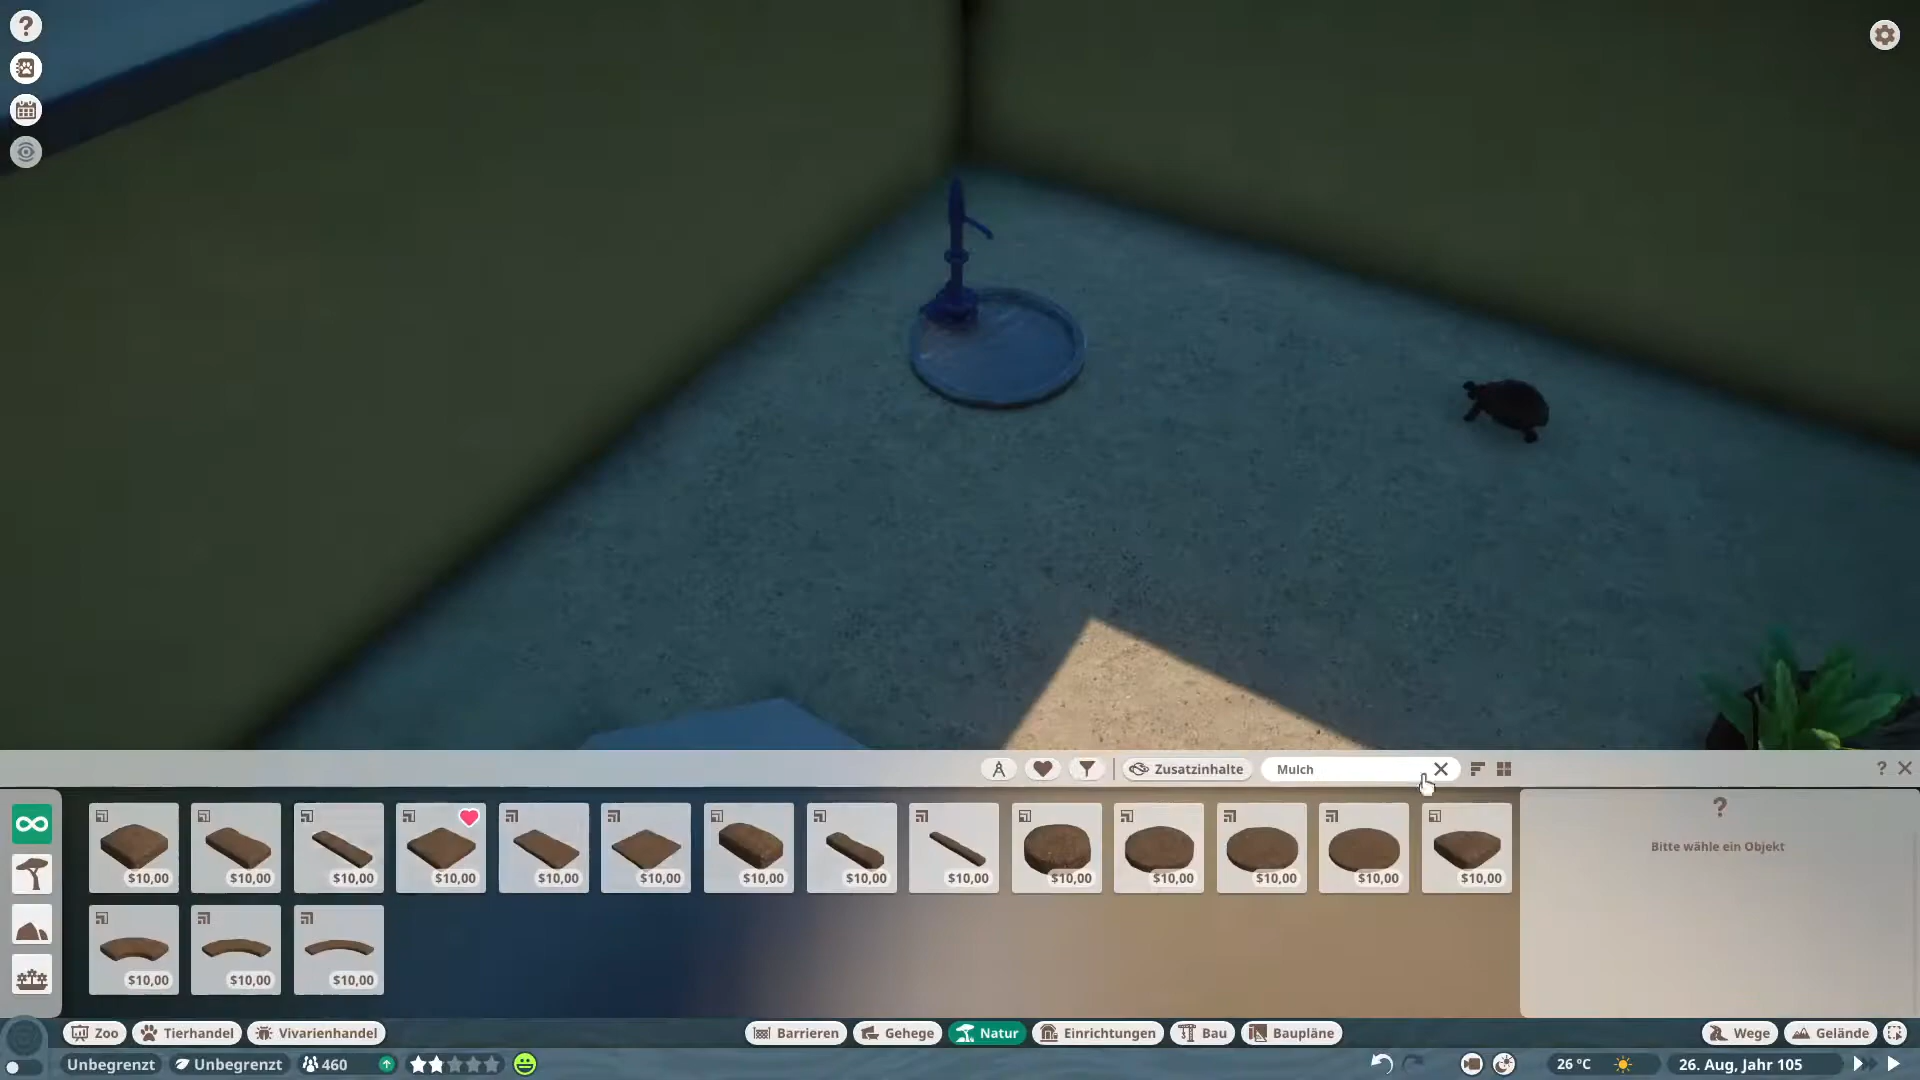 ?
Zusatzinhalte
Mulch
?
?
Bitte wähle ein Objekt
$10,00 $10,00 $10,00 $10,00 $10,00 $10,00 $10,00 $10,00 $10,00 $10,00 $10,00 $10,00 $10,00 $10,00
$10,00 $10,00 $10,00
Zoo Tierhandel Vivarienhandel Barrieren Gehege Natur Einrichtungen Bau Baupläne Wege Gelände
Unbegrenzt Unbegrenzt 460 26 °C 26. Aug, Jahr 105